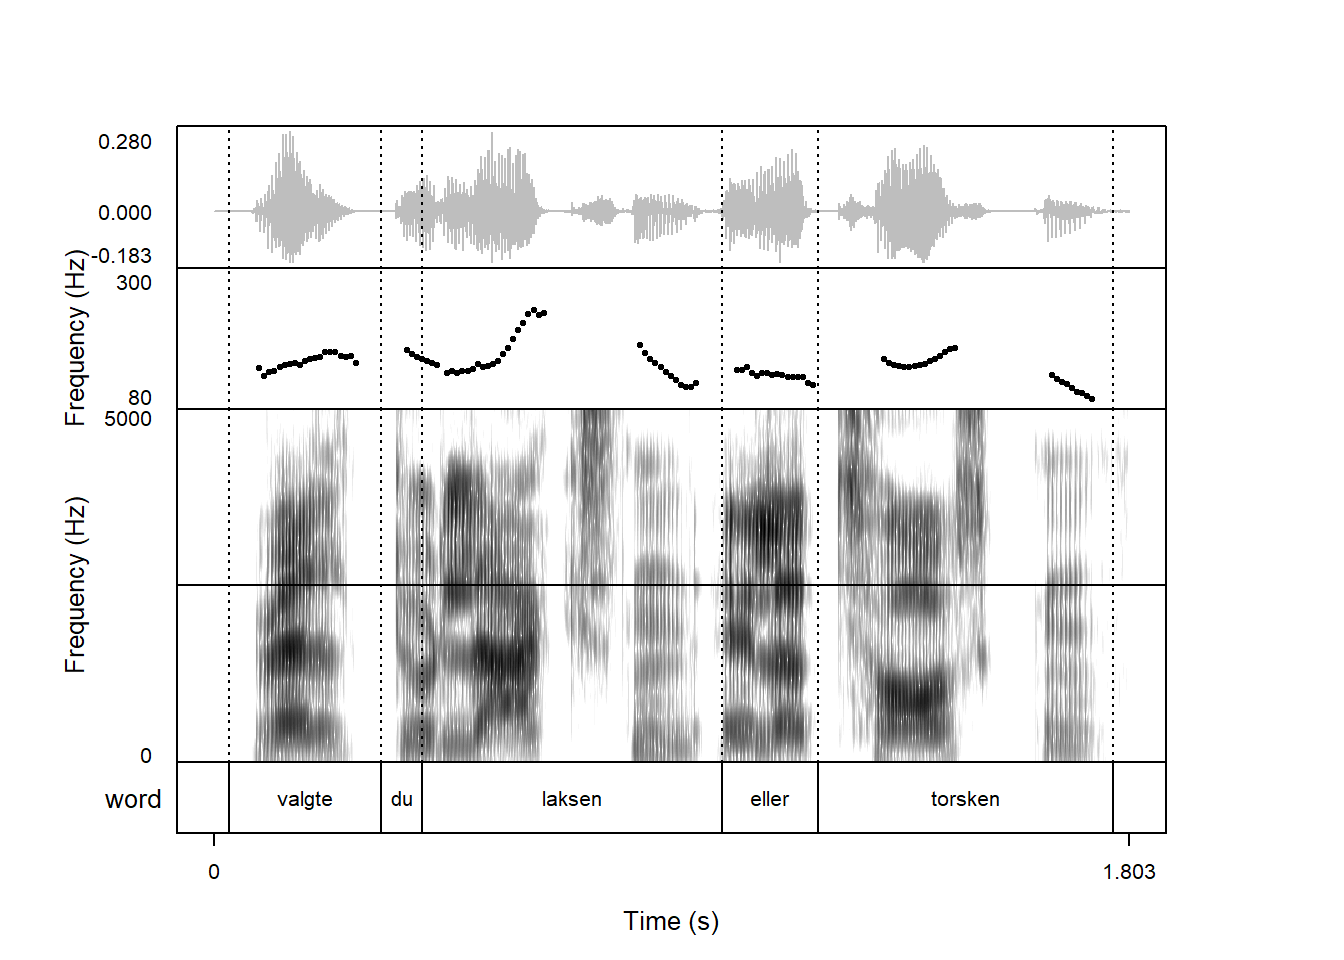 0.280
0.000
-0.183
Frequency (Hz)
300
80
Frequency (Hz)
5000
0
word valgte du laksen eller torsken
0 1.803
Time (s)